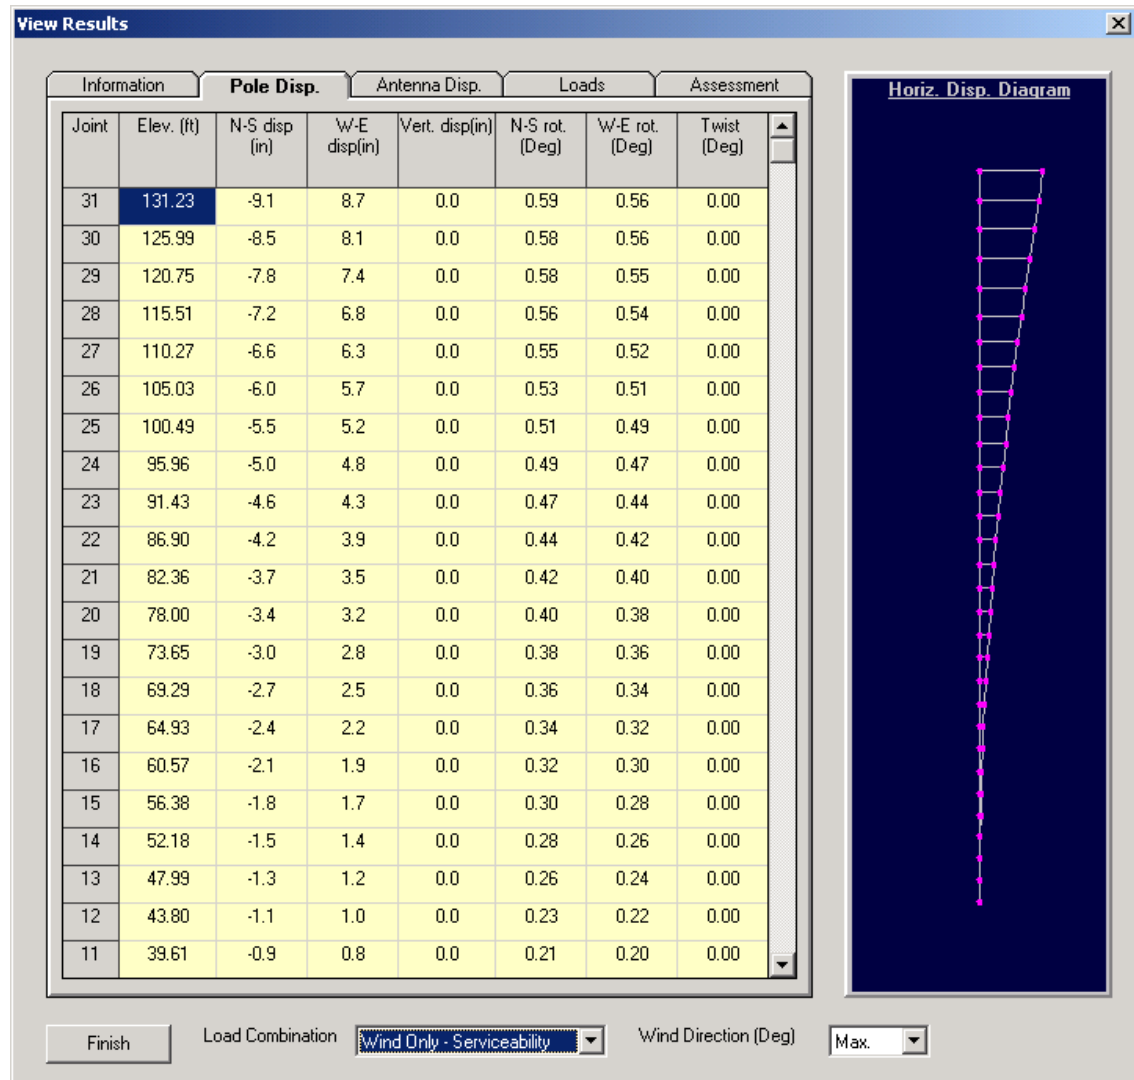 View Results
Information Pole Disp. Antenna Disp. Loads Assessment
Horiz. Disp. Diagram
Joint Elev. (ft) N-S disp (in) W-E disp(in) Vert. disp(in) N-S rot. (Deg) W-E rot. (Deg) Twist (Deg)
31 131.23 -9.1 8.7 0.0 0.59 0.56 0.00
30 125.99 -8.5 8.1 0.0 0.58 0.56 0.00
29 120.75 -7.8 7.4 0.0 0.58 0.55 0.00
28 115.51 -7.2 6.8 0.0 0.56 0.54 0.00
27 110.27 -6.6 6.3 0.0 0.55 0.52 0.00
26 105.03 -6.0 5.7 0.0 0.53 0.51 0.00
25 100.49 -5.5 5.2 0.0 0.51 0.49 0.00
24 95.96 -5.0 4.8 0.0 0.49 0.47 0.00
23 91.43 -4.6 4.3 0.0 0.47 0.44 0.00
22 86.90 -4.2 3.9 0.0 0.44 0.42 0.00
21 82.36 -3.7 3.5 0.0 0.42 0.40 0.00
20 78.00 -3.4 3.2 0.0 0.40 0.38 0.00
19 73.65 -3.0 2.8 0.0 0.38 0.36 0.00
18 69.29 -2.7 2.5 0.0 0.36 0.34 0.00
17 64.93 -2.4 2.2 0.0 0.34 0.32 0.00
16 60.57 -2.1 1.9 0.0 0.32 0.30 0.00
15 56.38 -1.8 1.7 0.0 0.30 0.28 0.00
14 52.18 -1.5 1.4 0.0 0.28 0.26 0.00
13 47.99 -1.3 1.2 0.0 0.26 0.24 0.00
12 43.80 -1.1 1.0 0.0 0.23 0.22 0.00
11 39.61 -0.9 0.8 0.0 0.21 0.20 0.00
Finish Load Combination Wind Only - Serviceability Wind Direction (Deg) Max.